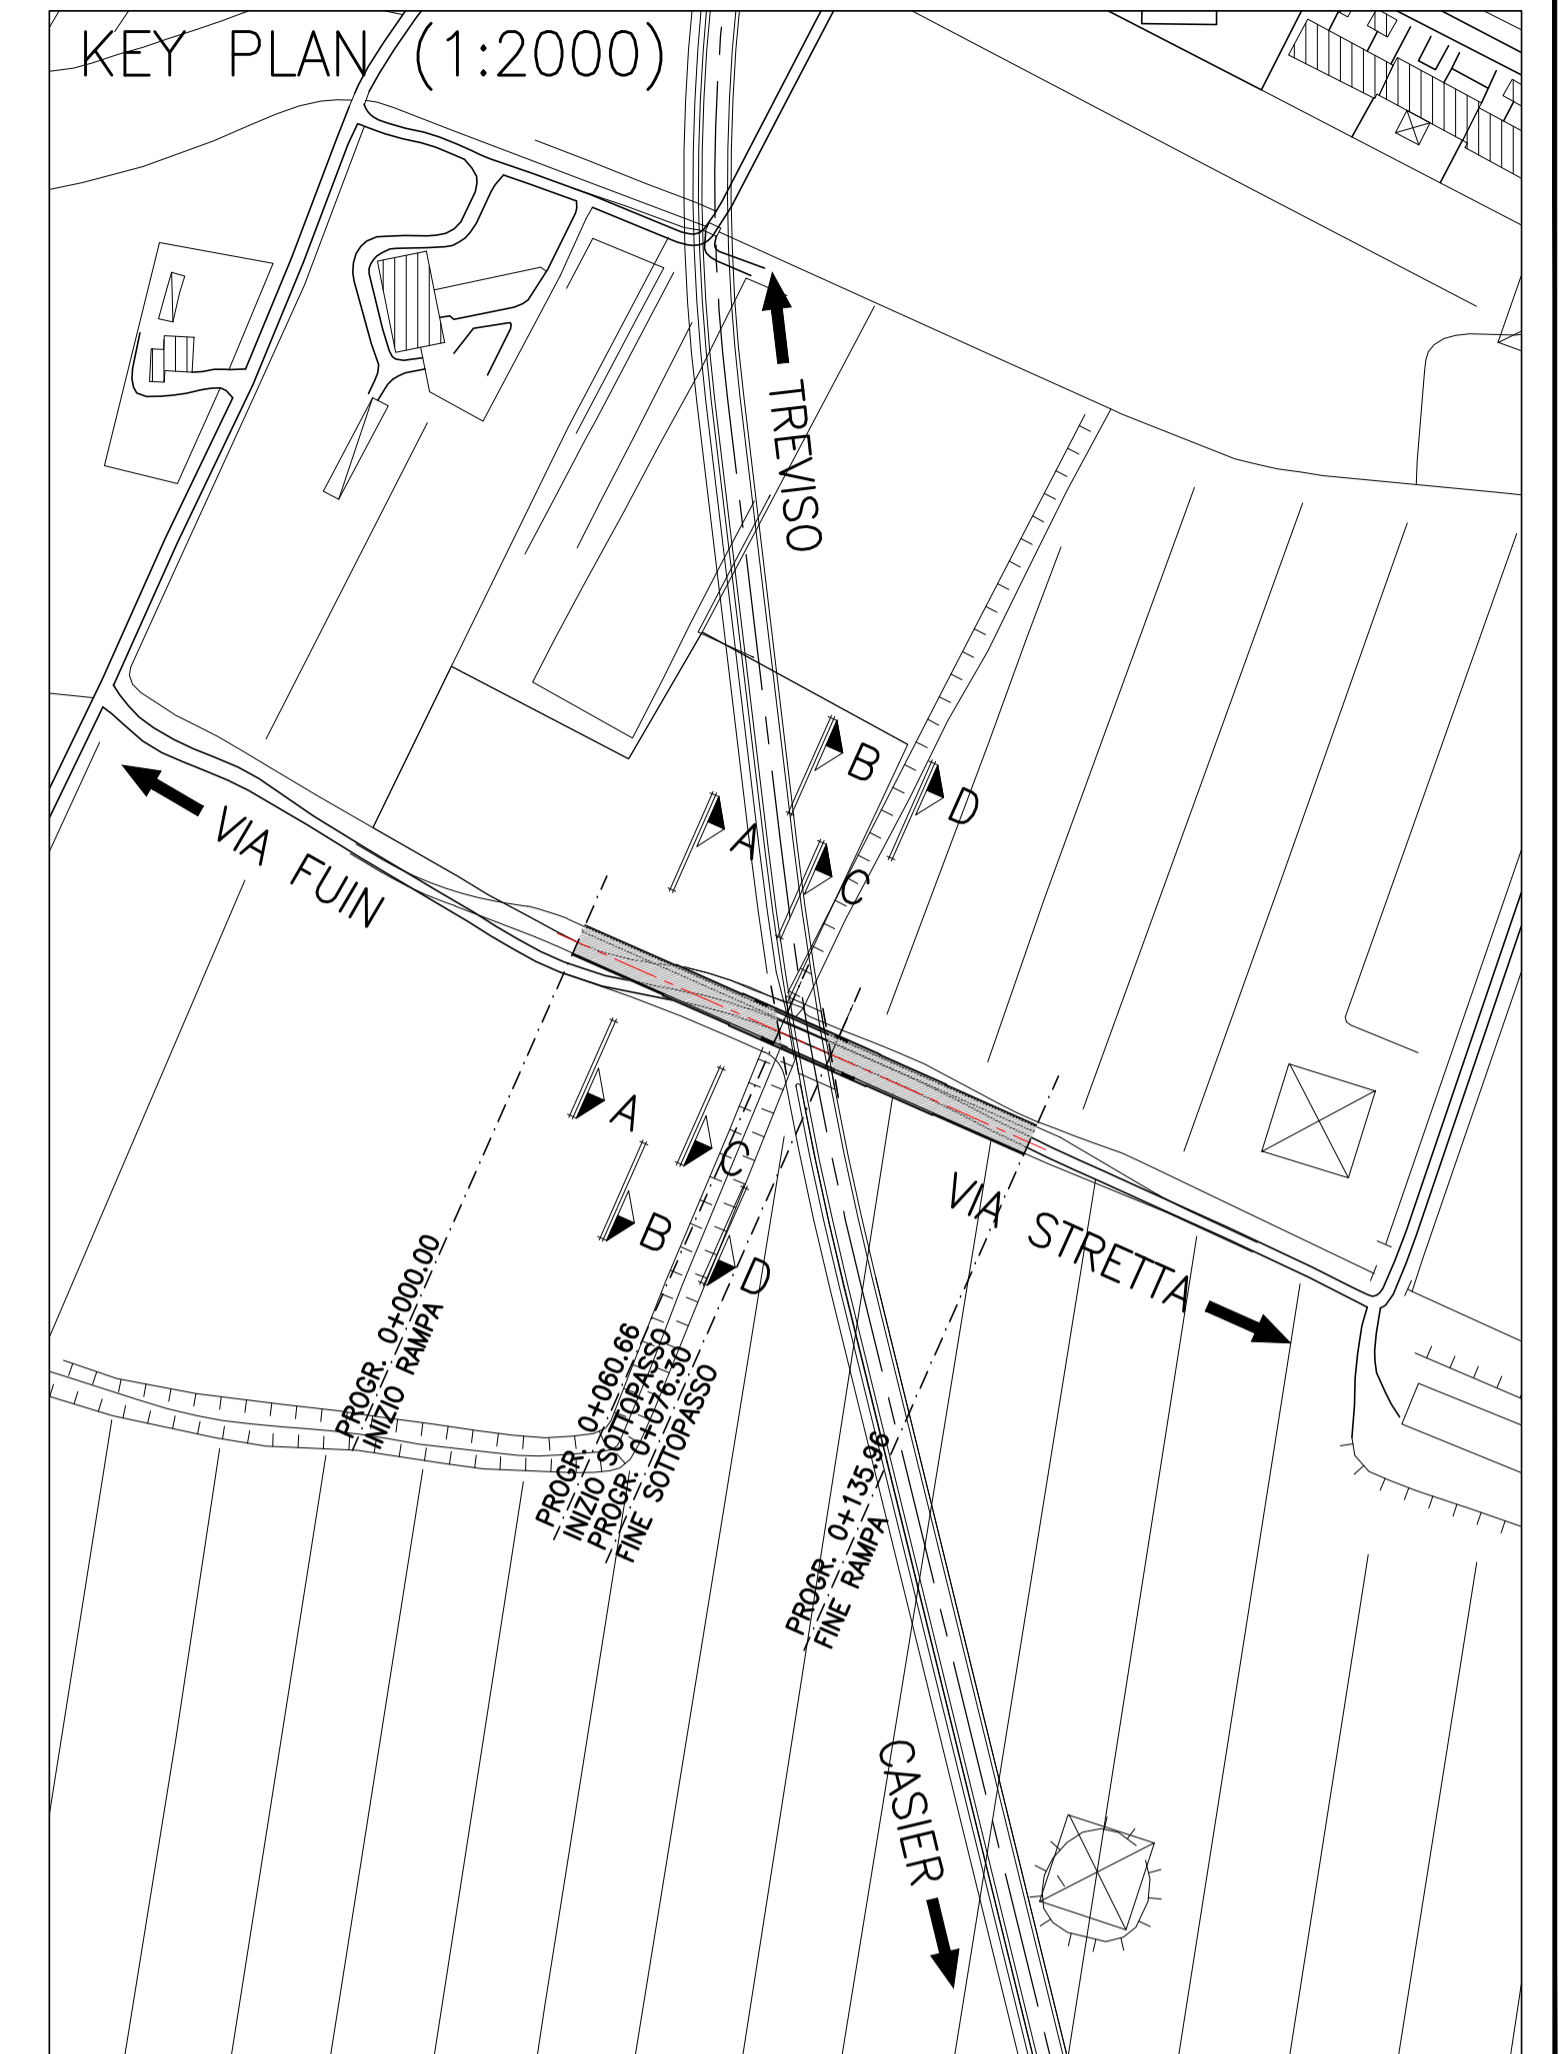 KEY PLAN (1:2000)
TREVISO
B
D
A
C
VIA FUIN
A
C
B
D
VIA STRETTA
PROGR. 0+000.00
INIZIO RAMPA
PROGR. 0+060.66
INIZIO SOTTOPASSO
PROGR. 0+076.30
FINE SOTTOPASSO
PROGR. 0+135.96
FINE RAMPA
CASIER